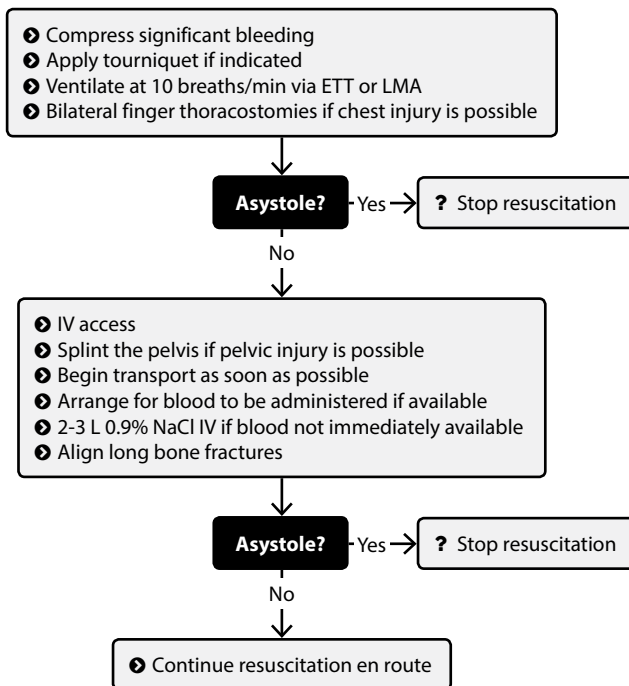 Compress significant bleeding
Apply tourniquet if indicated
Ventilate at 10 breaths/min via ETT or LMA
Bilateral finger thoracostomies if chest injury is possible
Asystole?
Yes
? Stop resuscitation
No
IV access
Splint the pelvis if pelvic injury is possible
Begin transport as soon as possible
Arrange for blood to be administered if available
2-3 L 0.9% NaCl IV if blood not immediately available
Align long bone fractures
Asystole?
Yes
? Stop resuscitation
No
Continue resuscitation en route